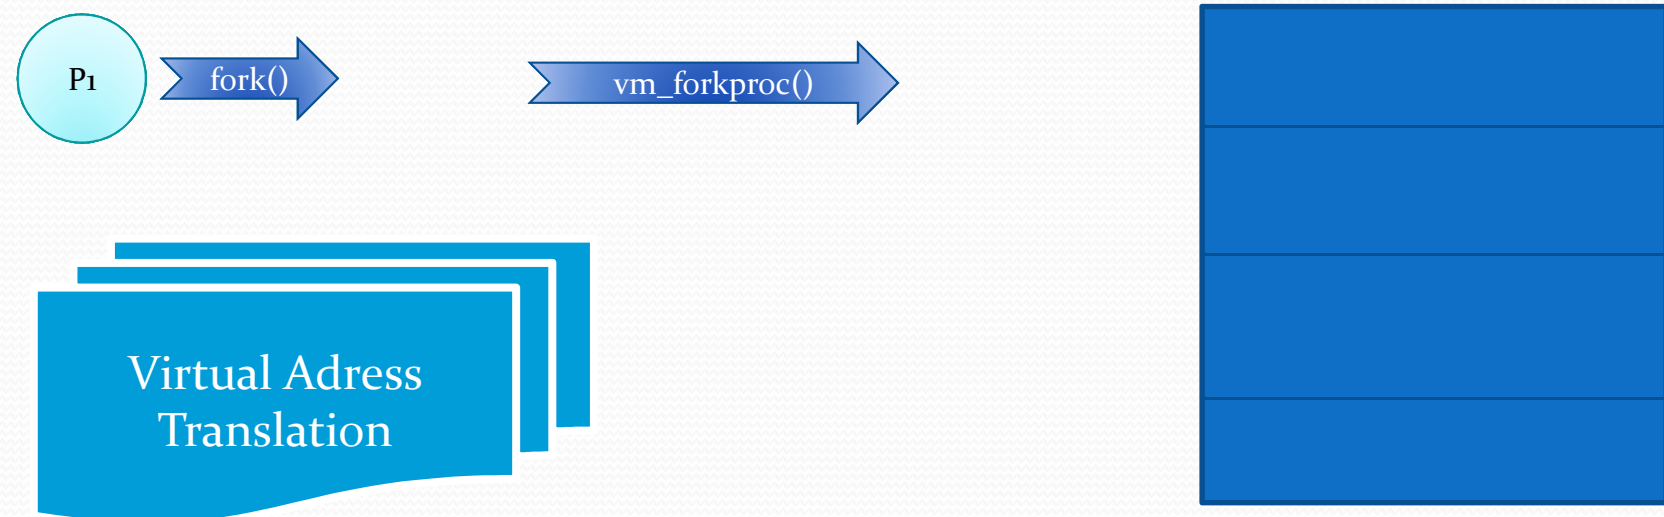 P1
fork()
vm_forkproc()
Virtual Adress
Translation